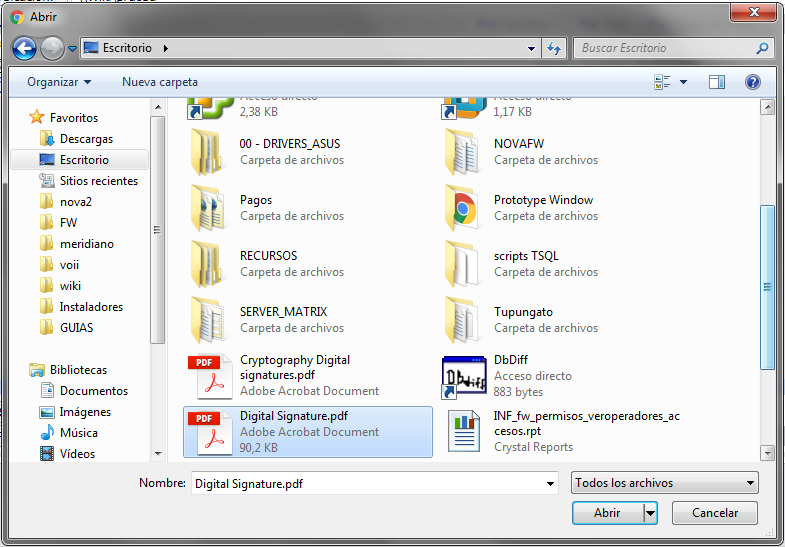 Abrir
Escritorio
Buscar Escritorio
Organizar
Nueva carpeta
Favoritos
Descargas
Escritorio
Sitios recientes
nova2
FW
meridiano
voii
wiki
Instaladores
GUIAS
Bibliotecas
Documentos
Imágenes
Música
Vídeos
Acceso directo
2,38 KB
Acceso directo
1,17 KB
00 - DRIVERS_ASUS
Carpeta de archivos
NOVAFW
Carpeta de archivos
Pagos
Carpeta de archivos
Prototype Window
Carpeta de archivos
RECURSOS
Carpeta de archivos
scripts TSQL
Carpeta de archivos
SERVER_MATRIX
Carpeta de archivos
Tupungato
Carpeta de archivos
PDF
Cryptography Digital
signatures.pdf
Adobe Acrobat Document
Dbdiff
DbDiff
Acceso directo
883 bytes
PDF
Digital Signature.pdf
Adobe Acrobat Document
90,2 KB
INF_fw_permisos_veroperadores_ac
cesos.rpt
Crystal Reports
Nombre:
Digital Signature.pdf
Todos los archivos
Abrir
Cancelar